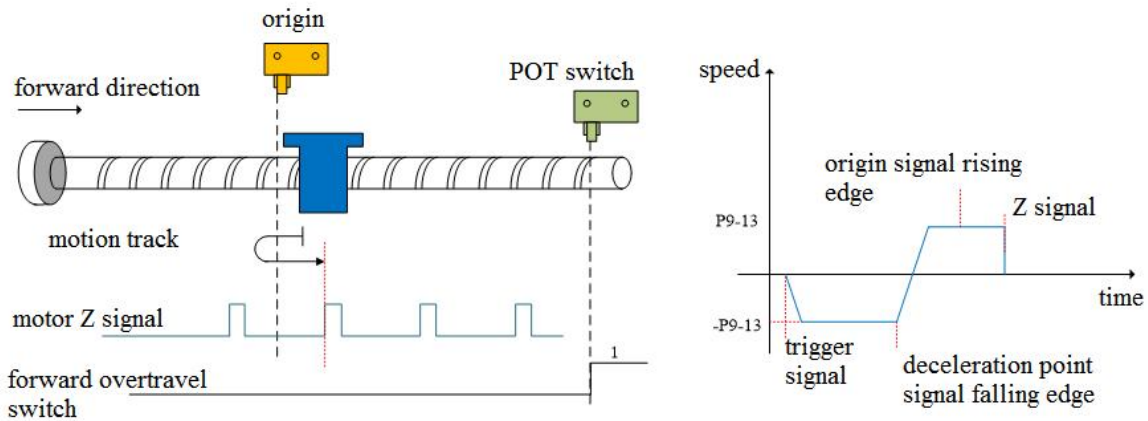 origin
forward direction
POT switch
motion track
motor Z signal
forward overtravel
switch
1
speed
origin signal rising
edge
Z signal
P9-13
time
-P9-13
trigger
signal
deceleration point
signal falling edge